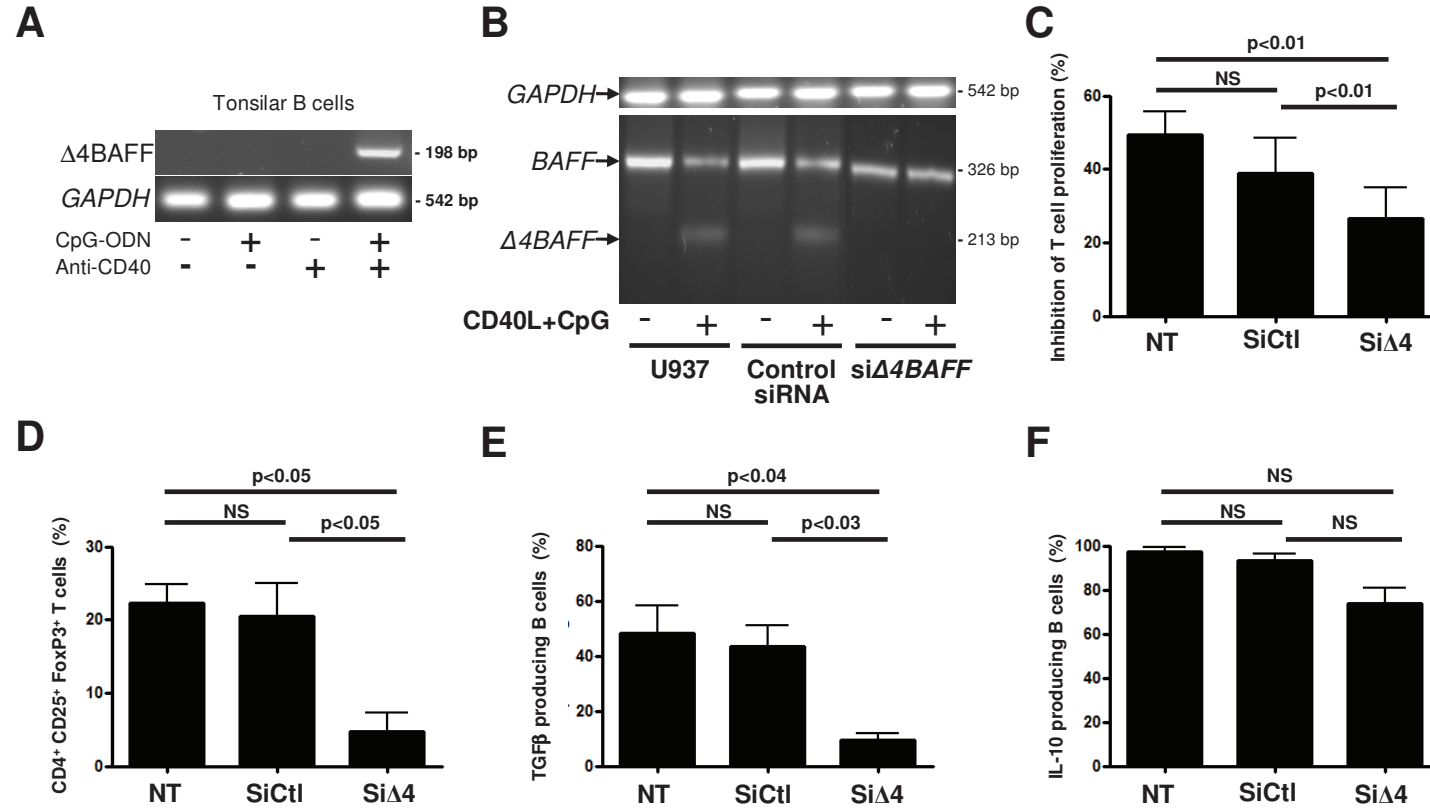 A
Tonsilar B cells
Δ4BAFF
- 198 bp
GAPDH
- 542 bp
CpG-ODN - + - +
Anti-CD40 - - + +
B
GAPDH
- 542 bp
BAFF
- 326 bp
Δ4BAFF
- 213 bp
CD40L+CpG - + - + - +
U937 Control siΔ4BAFF
siRNA
C
p<0.01
NS
p<0.01
Inhibition of T cell proliferation (%)
60
40
20
0
NT SiCtl SiΔ4
D
p<0.05
NS
p<0.05
CD4+ CD25+ FoxP3+ T cells (%)
30
20
10
0
NT SiCtl SiΔ4
E
p<0.04
NS
p<0.03
TGFβ producing B cells (%)
80
60
40
20
0
NT SiCtl SiΔ4
F
NS
NS NS
IL-10 producing B cells (%)
100
80
60
40
20
0
NT SiCtl SiΔ4